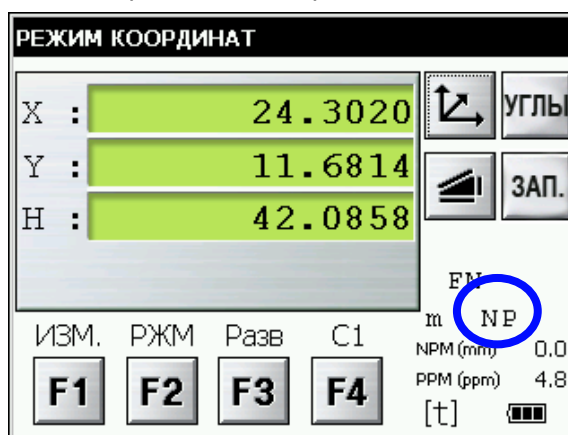 РЕЖИМ КООРДИНАТ
X : 24.3020
Y : 11.6814
H : 42.0858
УГЛЫ
ЗАП.
FN
m NP
NPM (mm) 0.0
PPM (ppm) 4.8
[t]
ИЗМ. РЖМ Разв C1
F1 F2 F3 F4